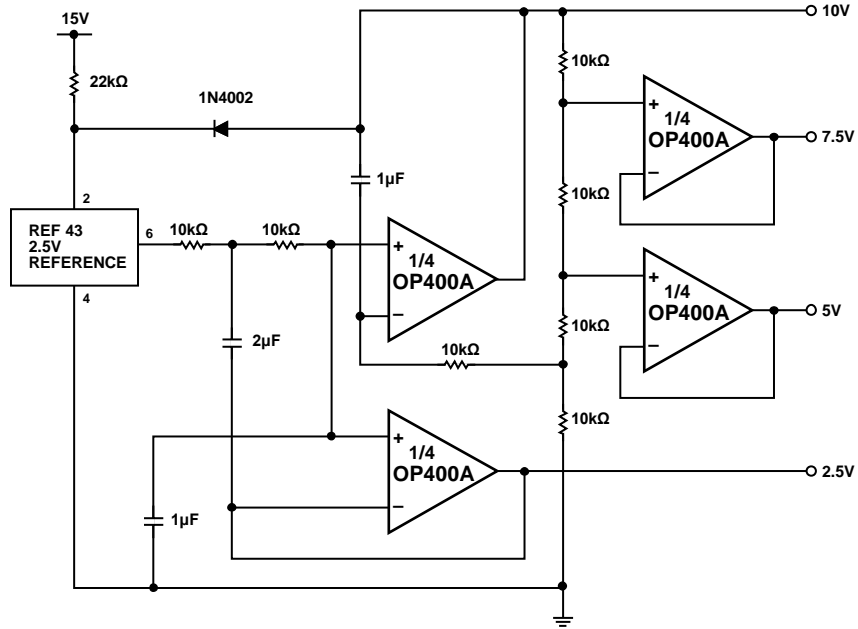 15V
10V
10kΩ
22kΩ
1N4002
+
1/4
OP400A
−
7.5V
1µF
10kΩ
2
REF 43
2.5V
REFERENCE
6
10kΩ
10kΩ
4
+
1/4
OP400A
−
+
1/4
OP400A
−
5V
10kΩ
2µF
10kΩ
10kΩ
+
1/4
OP400A
−
2.5V
1µF